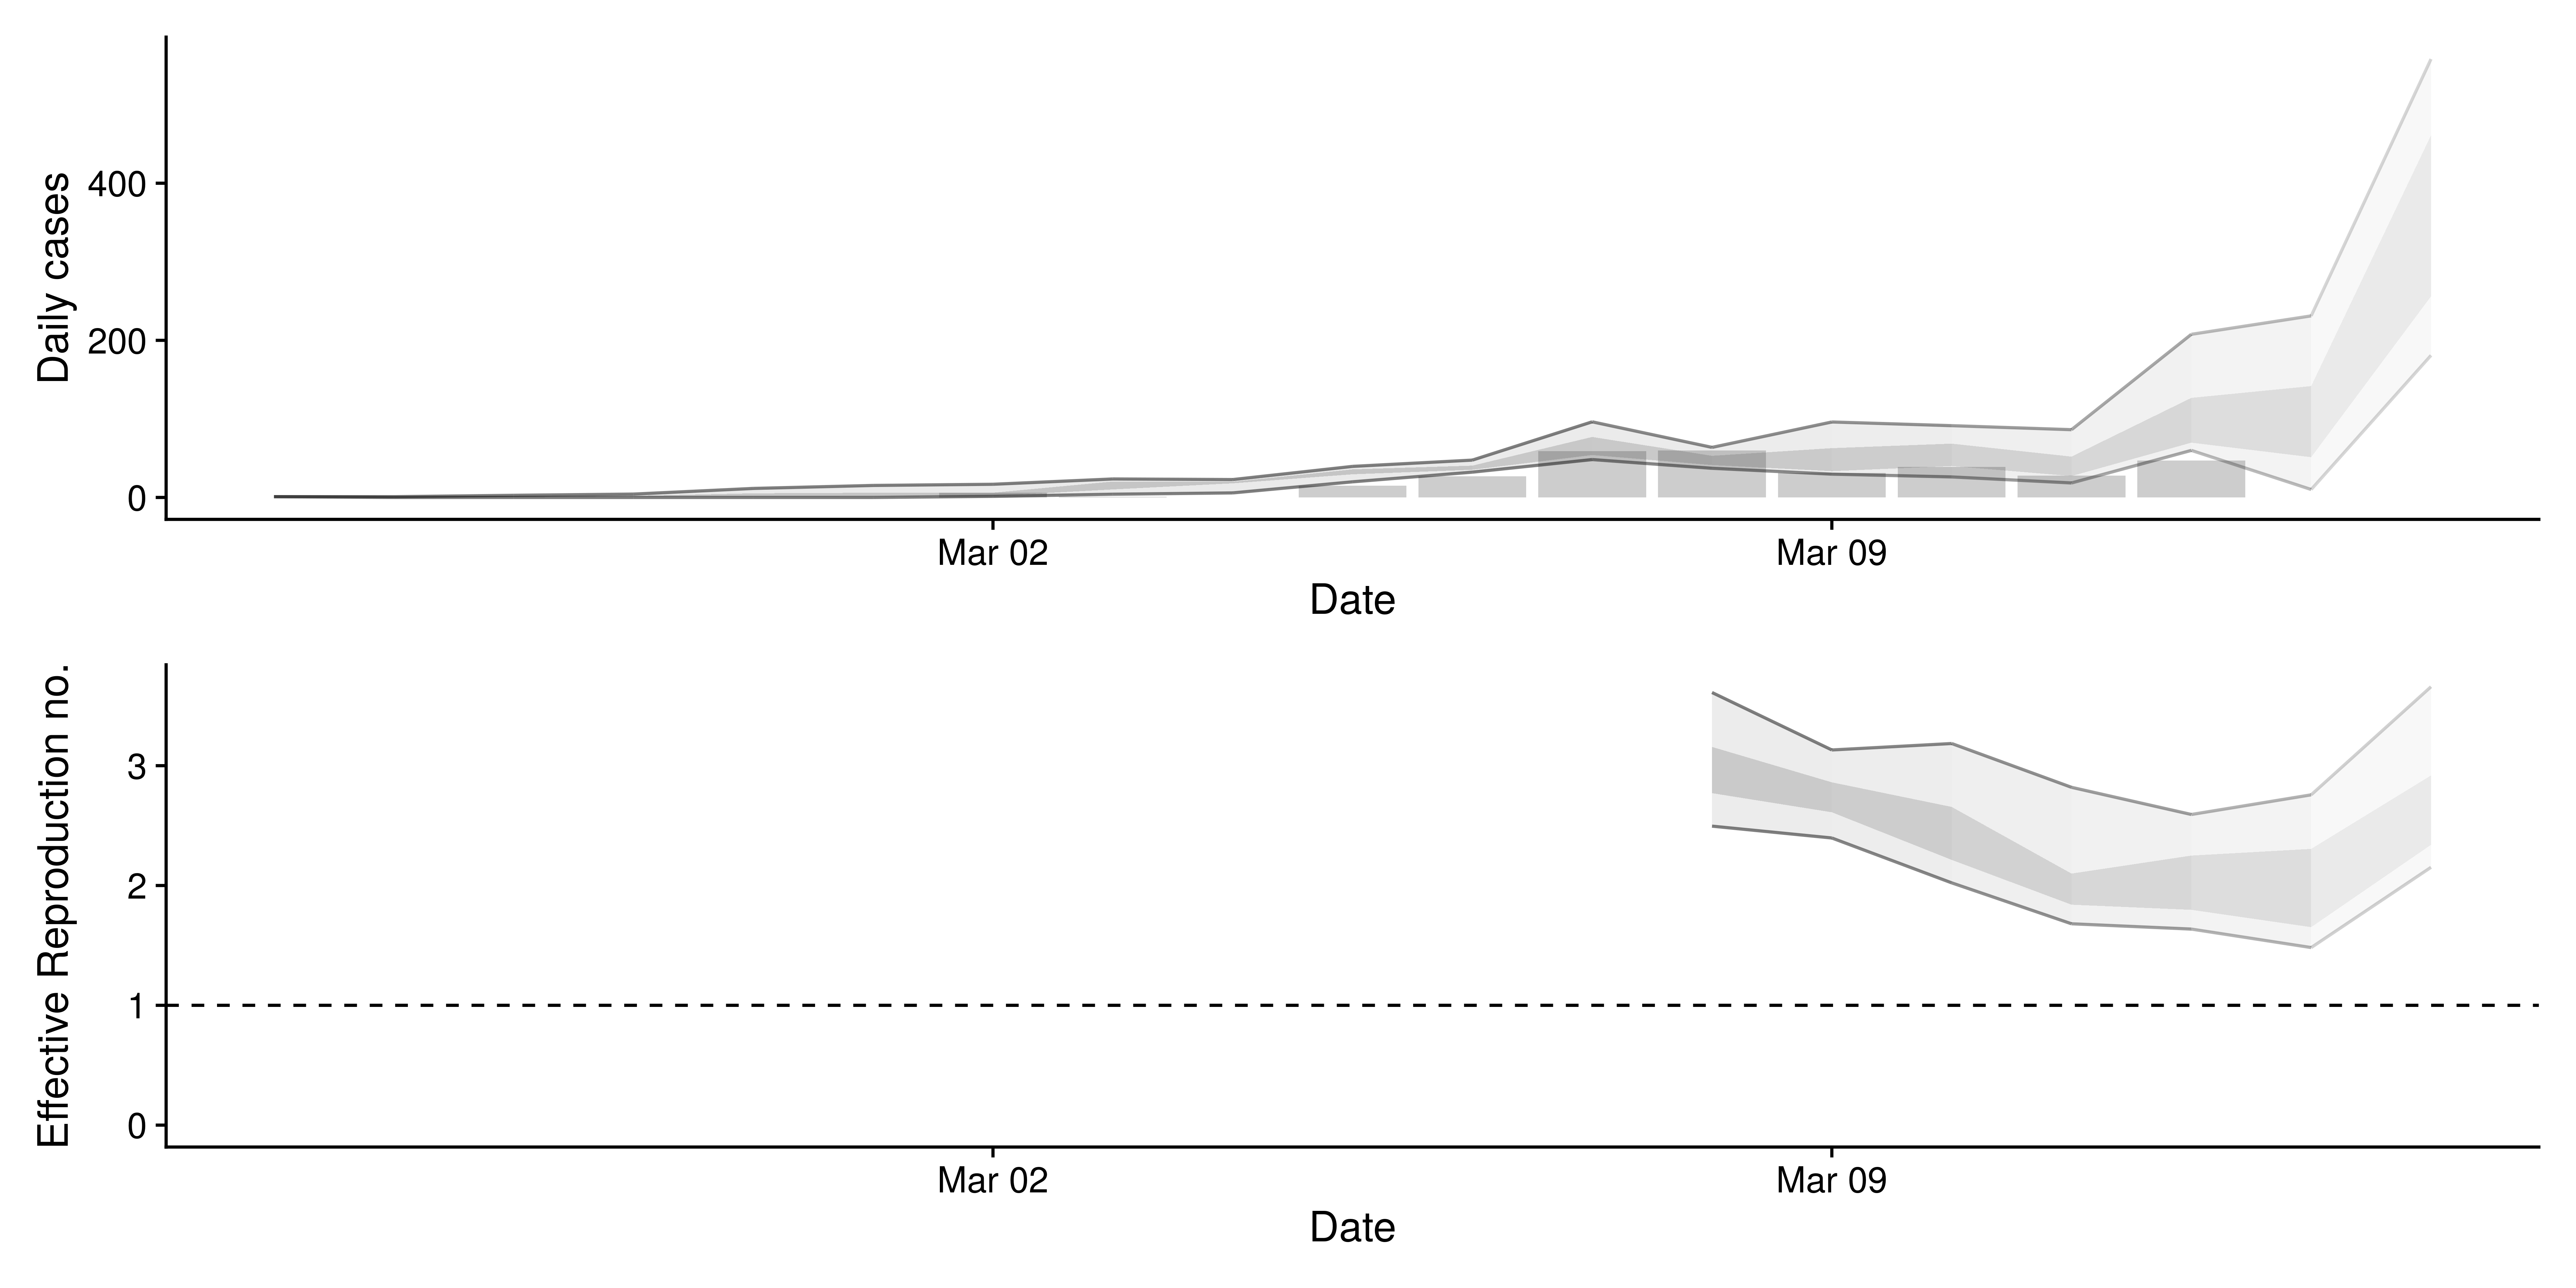 Daily cases
400
200
0
Mar 02
Mar 09
Date
Effective Reproduction no.
3
2
1
0
Mar 02
Mar 09
Date